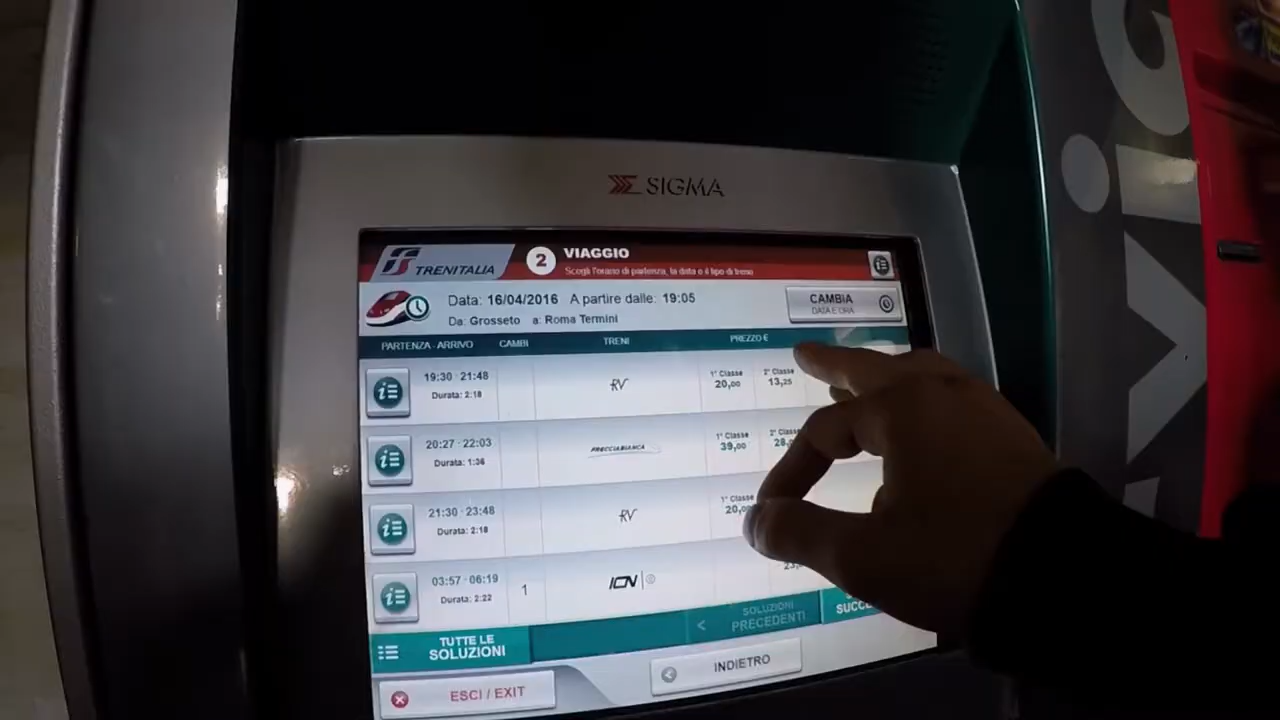 SIGMA
TRENITALIA
2 VIAGGIO
Scegli l'orario di partenza, la data o il tipo di treno
Data: 16/04/2016 A partire dalle: 19:05
CAMBIA
DATA E ORA
Da: Grosseto a: Roma Termini
PARTENZA - ARRIVO CAMBI TRENI PREZZO €
19:30 - 21:48 RV 1° Classe 2° Classe
Durata: 2:18 20,00 13,25
20:27 - 22:03 FRECCIABIANCA 1° Classe 2° Classe
Durata: 1:36 39,00 28,
21:30 - 23:48 RV 1° Classe
Durata: 2:18 20,00
03:57 - 06:19 1 ICN
Durata: 2:22 23,
TUTTE LE
SOLUZIONI
< SOLUZIONI
PRECEDENTI
SUCCE
ESCI / EXIT
INDIETRO